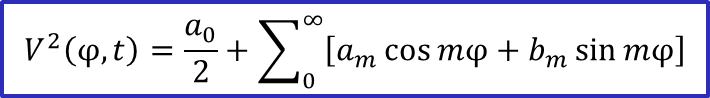 V²(φ,t) = a₀/2 + ∑₀^∞ [aₘ cos mφ + bₘ sin mφ]